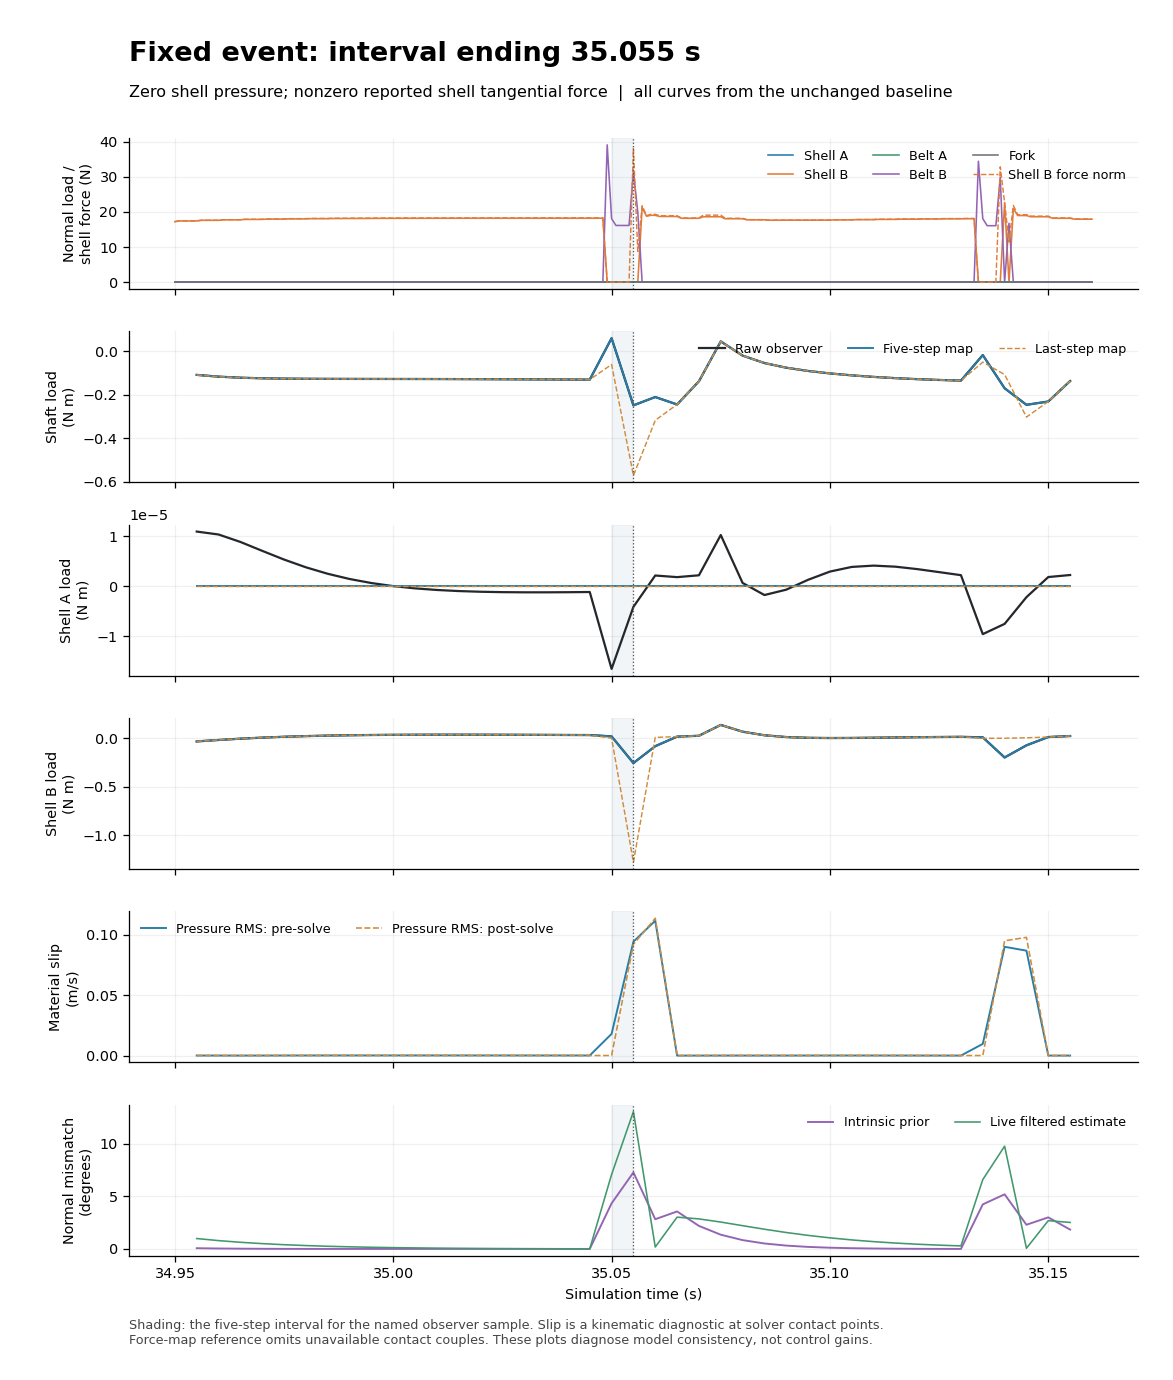 Fixed event: interval ending 35.055 s
Zero shell pressure; nonzero reported shell tangential force | all curves from the unchanged baseline
Normal load /
shell force (N)
40
30
20
10
0
Shell A
Belt A
Fork
Shell B
Belt B
Shell B force norm
Shaft load
(N m)
0.0
−0.2
−0.4
−0.6
Raw observer
Five-step map
Last-step map
1e−5
Shell A load
(N m)
1
0
−1
Shell B load
(N m)
0.0
−0.5
−1.0
Material slip
(m/s)
0.10
0.05
0.00
Pressure RMS: pre-solve
Pressure RMS: post-solve
Normal mismatch
(degrees)
10
5
0
Intrinsic prior
Live filtered estimate
34.95
35.00
35.05
35.10
35.15
Simulation time (s)
Shading: the five-step interval for the named observer sample. Slip is a kinematic diagnostic at solver contact points.
Force-map reference omits unavailable contact couples. These plots diagnose model consistency, not control gains.